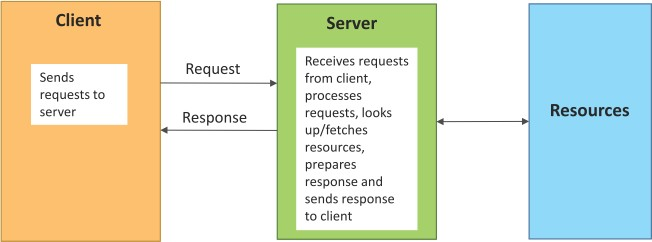 Client
Sends
requests to
server
Request
Response
Server
Receives requests
from client,
processes
requests, looks
up/fetches
resources,
prepares
response and
sends response
to client
Resources